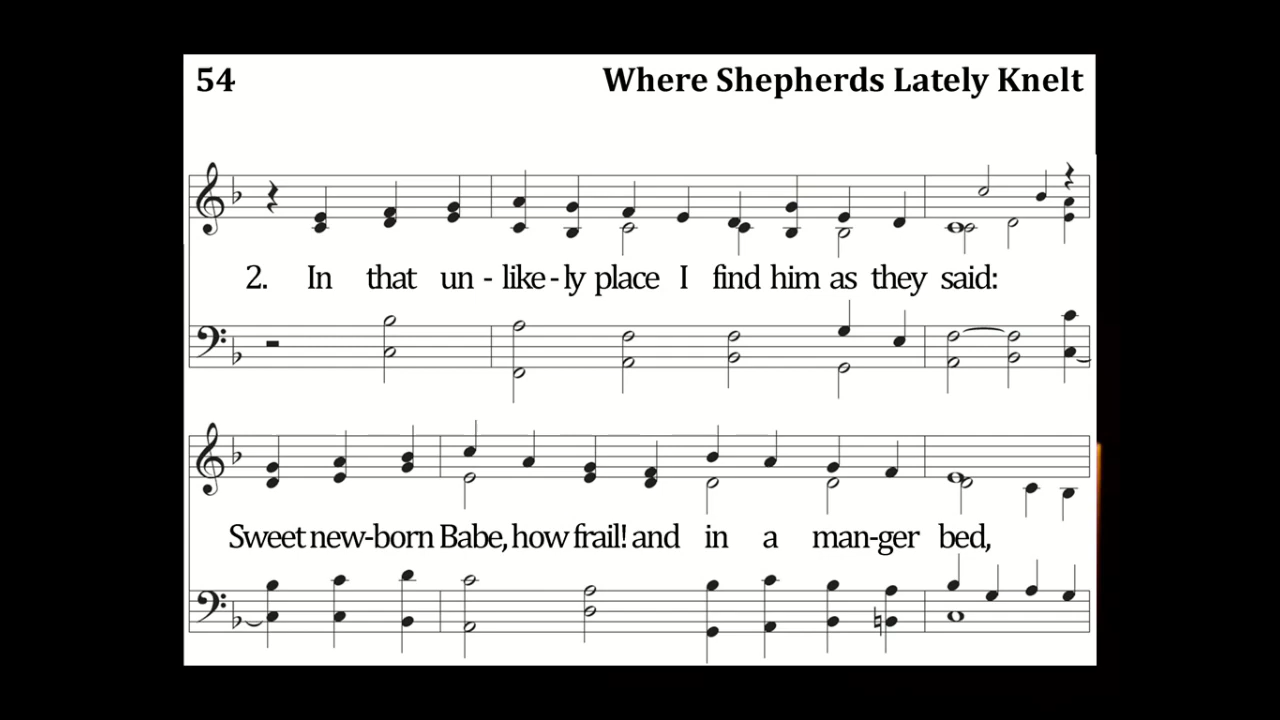 54 Where Shepherds Lately Knelt
2. In that un - like - ly place I find him as they said:
Sweet new-born Babe, how frail! and in a man-ger bed,